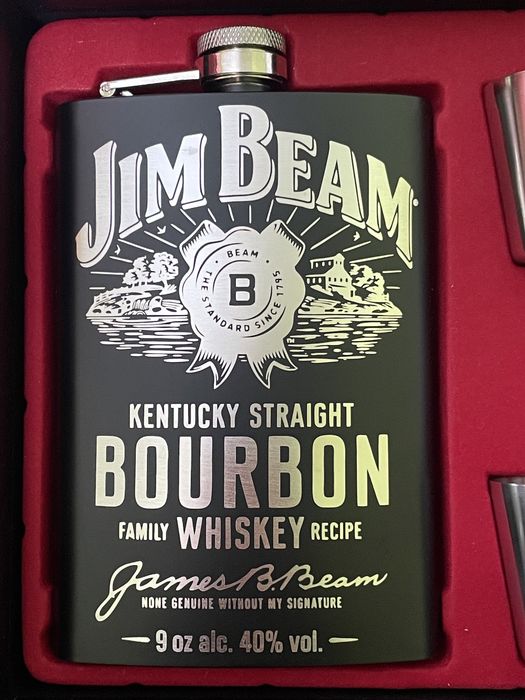 JIM BEAM
BEAM
B
THE STANDARD SINCE 1795
KENTUCKY STRAIGHT
BOURBON
FAMILY WHISKEY RECIPE
James B. Beam
NONE GENUINE WITHOUT MY SIGNATURE
9 oz alc. 40% vol.